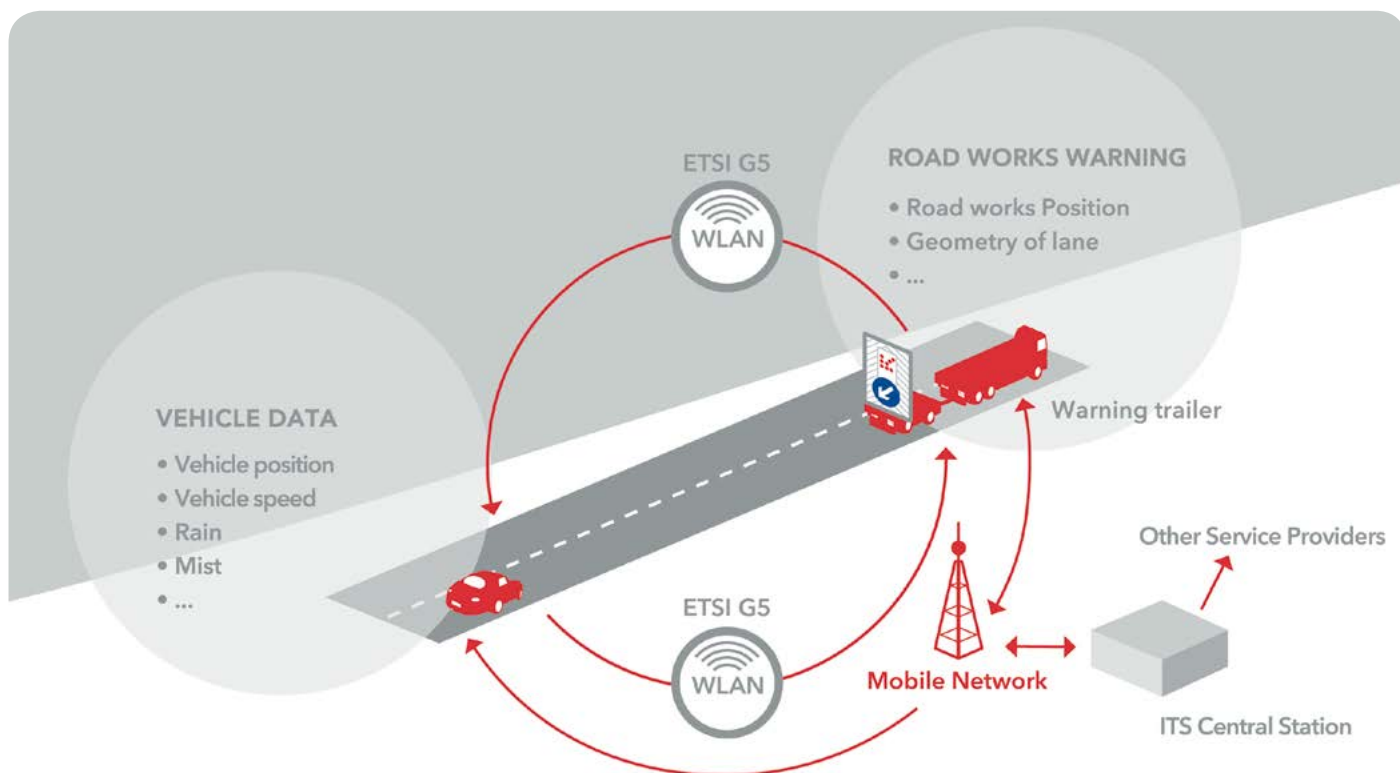 ETSI G5
WLAN
ROAD WORKS WARNING
• Road works Position
• Geometry of lane
• ...
VEHICLE DATA
• Vehicle position
• Vehicle speed
• Rain
• Mist
• ...
Warning trailer
ETSI G5
WLAN
Mobile Network
Other Service Providers
ITS Central Station